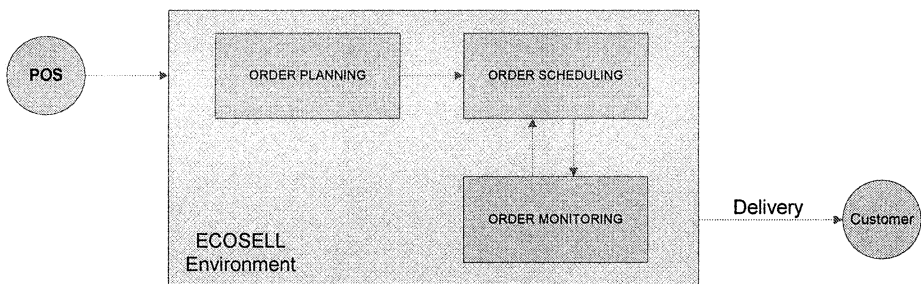 POS
ORDER PLANNING
ORDER SCHEDULING
ORDER MONITORING
ECOSELL
Environment
Delivery
Customer